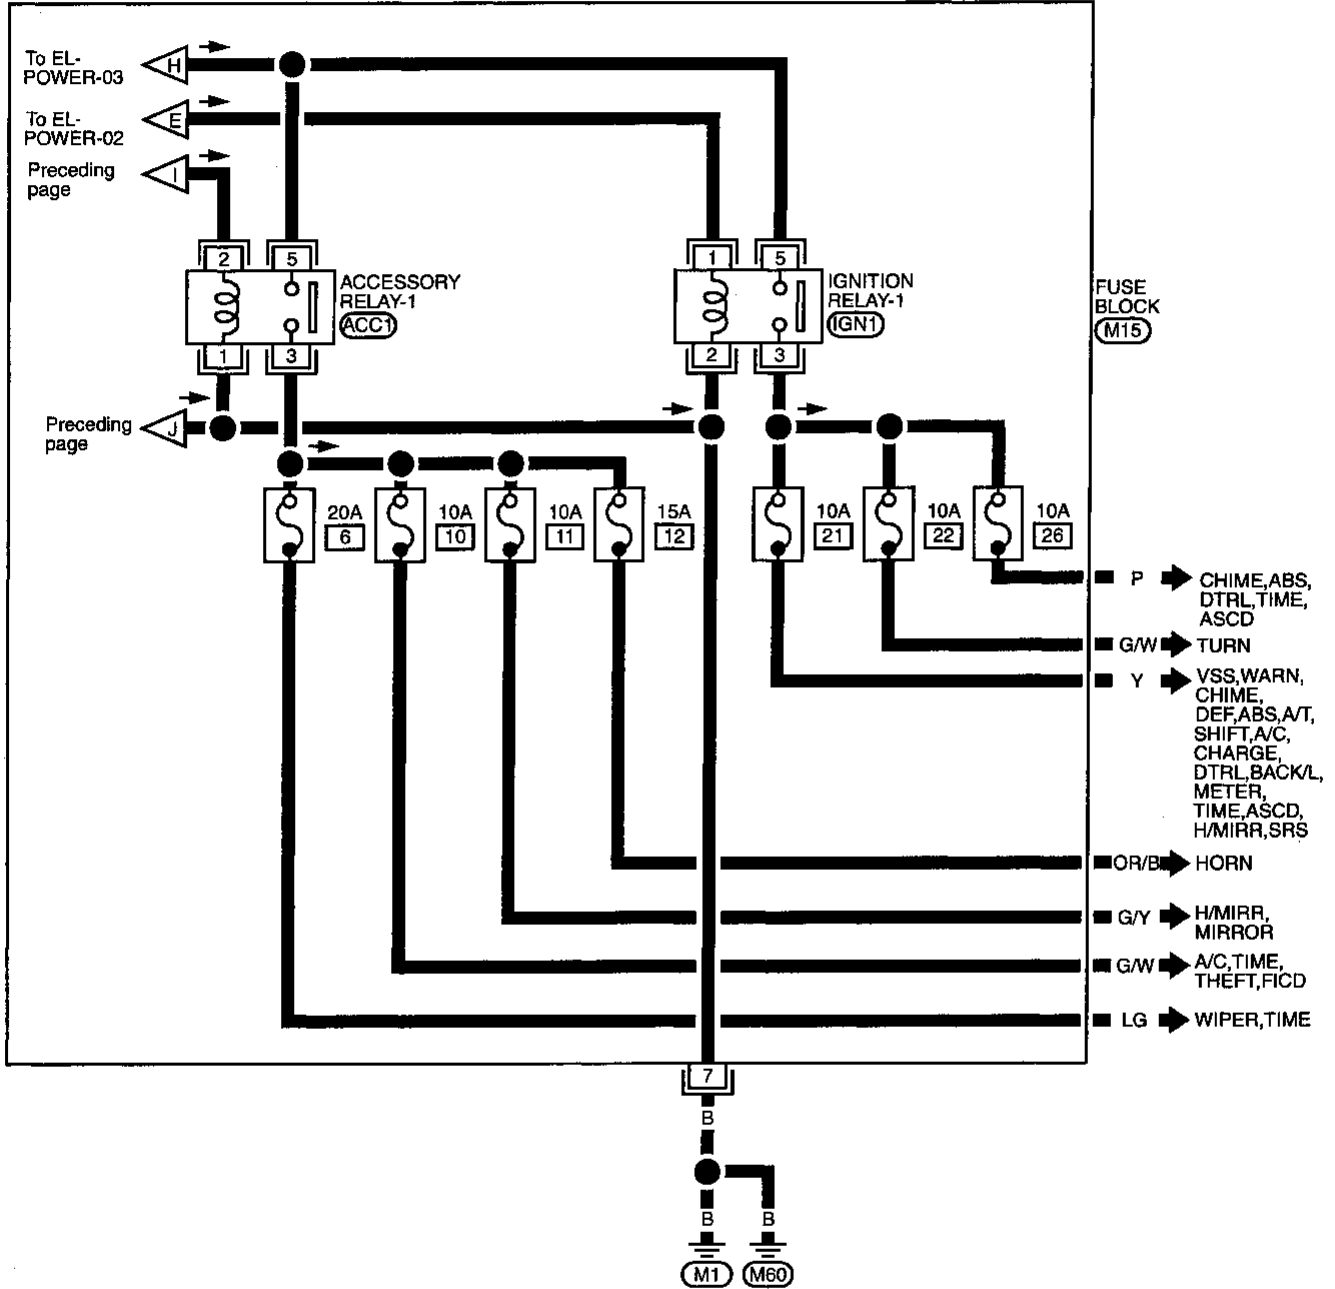 To EL-
POWER-03
H
To EL-
POWER-02
E
Preceding
page
I
2
5
ACCESSORY
RELAY-1
ACC1
1
3
1
5
IGNITION
RELAY-1
IGN1
2
3
FUSE
BLOCK
M15
Preceding
page
J
20A
6
10A
10
10A
11
15A
12
10A
21
10A
22
10A
26
P
CHIME,ABS,
DTRL,TIME,
ASCD
G/W
TURN
Y
VSS,WARN,
CHIME,
DEF,ABS,A/T,
SHIFT,A/C,
CHARGE,
DTRL,BACK/L,
METER,
TIME,ASCD,
H/MIRR,SRS
OR/B
HORN
G/Y
H/MIRR,
MIRROR
G/W
A/C,TIME,
THEFT,FICD
LG
WIPER,TIME
7
B
B
B
M1
M60